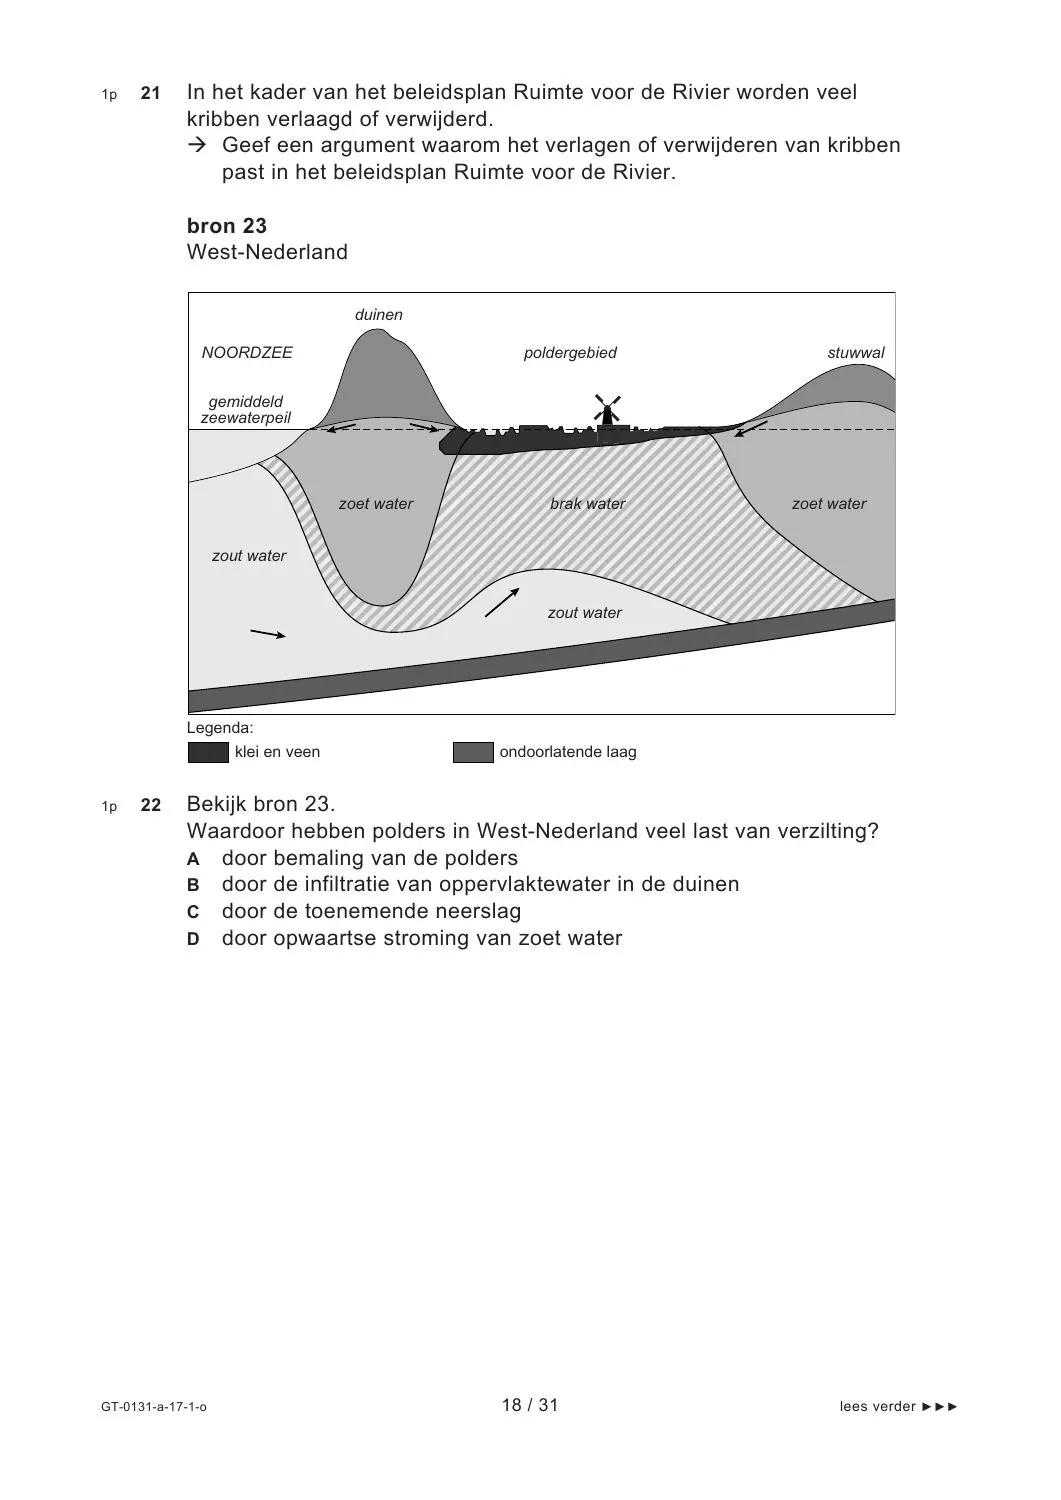 1p 21 In het kader van het beleidsplan Ruimte voor de Rivier worden veel
kribben verlaagd of verwijderd.
→ Geef een argument waarom het verlagen of verwijderen van kribben
past in het beleidsplan Ruimte voor de Rivier.
bron 23
West-Nederland
duinen
NOORDZEE
poldergebied
stuwwal
gemiddeld
zeewaterpeil
zoet water
brak water
zoet water
zout water
zout water
Legenda:
klei en veen
ondoorlatende laag
1p 22 Bekijk bron 23.
Waardoor hebben polders in West-Nederland veel last van verzilting?
A door bemaling van de polders
B door de infiltratie van oppervlaktewater in de duinen
C door de toenemende neerslag
D door opwaartse stroming van zoet water
GT-0131-a-17-1-o
18 / 31
lees verder ►►►